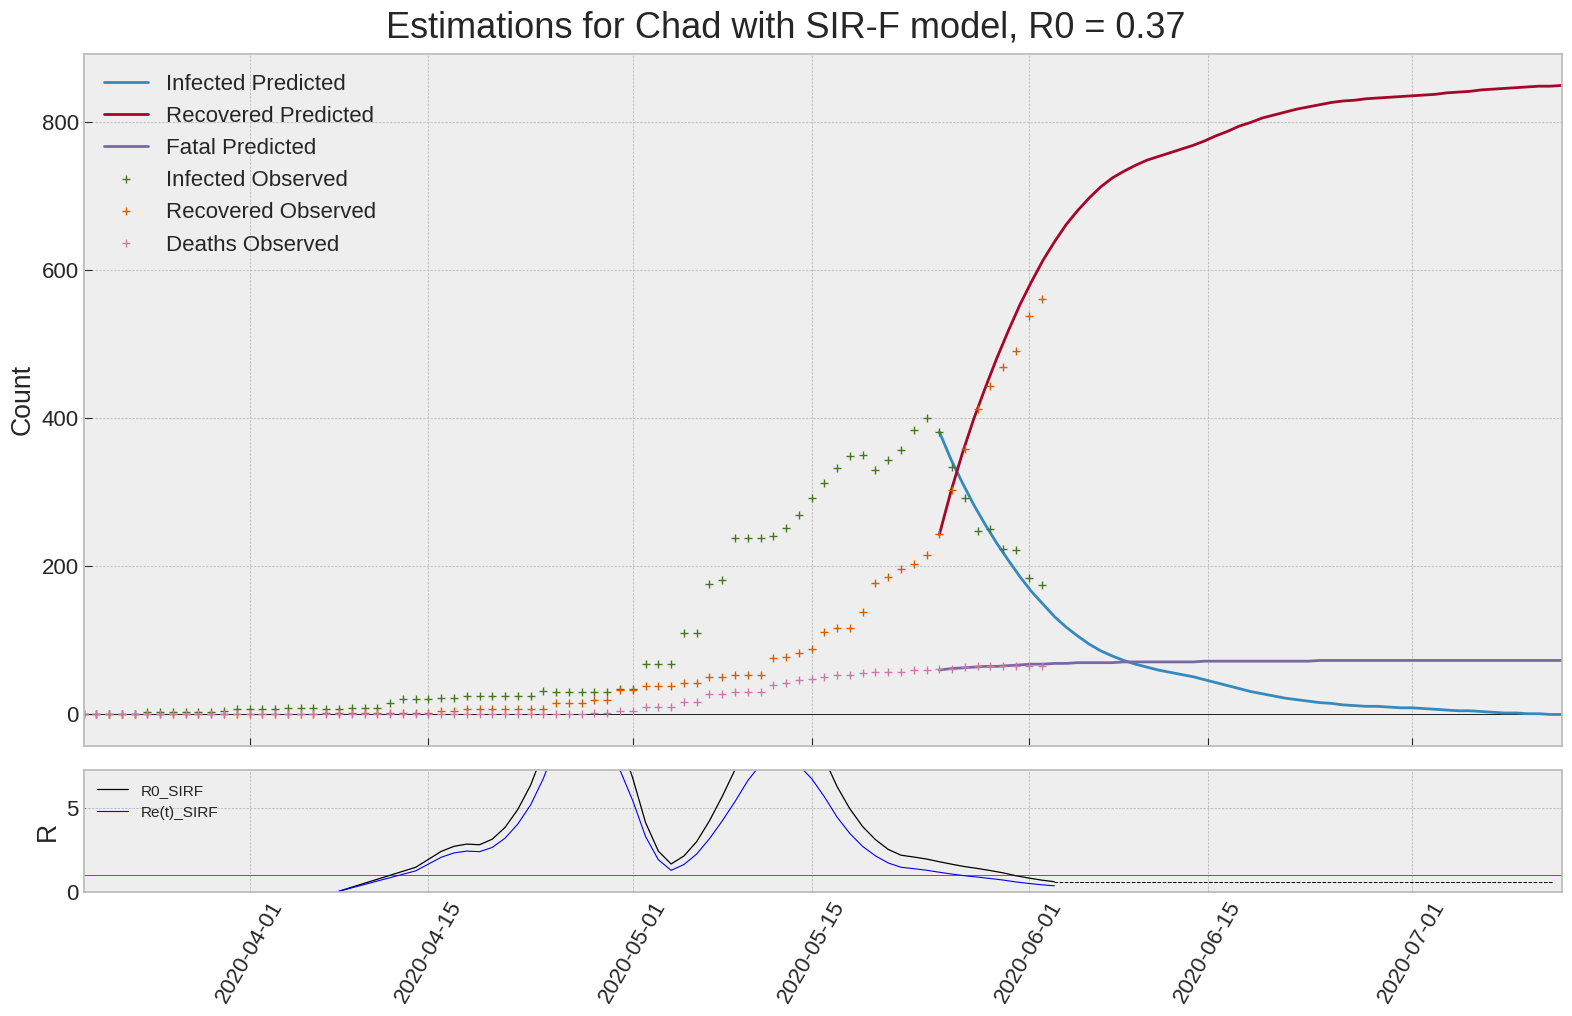 Estimations for Chad with SIR-F model, R0 = 0.37
Infected Predicted
Recovered Predicted
Fatal Predicted
Infected Observed
Recovered Observed
Deaths Observed
800
600
400
200
0
Count
R0_SIRF
Re(t)_SIRF
5
0
R
2020-04-01
2020-04-15
2020-05-01
2020-05-15
2020-06-01
2020-06-15
2020-07-01